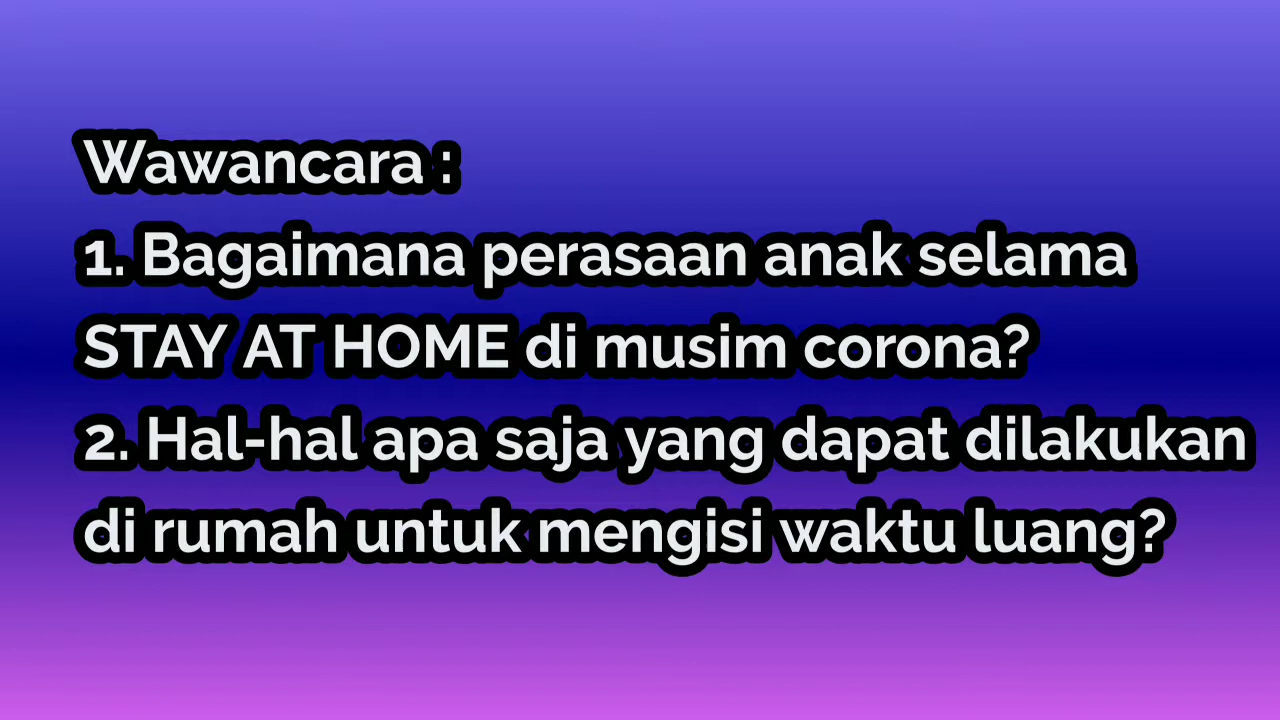 Wawancara :
1. Bagaimana perasaan anak selama
STAY AT HOME di musim corona?
2. Hal-hal apa saja yang dapat dilakukan
di rumah untuk mengisi waktu luang?